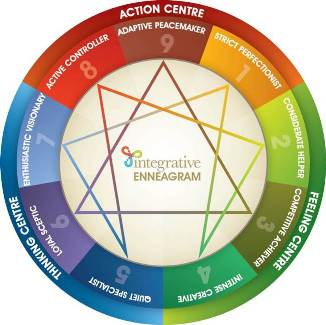 ACTION CENTRE
ADAPTIVE PEACEMAKER
9
STRICT PERFECTIONIST
1
CONSIDERATE HELPER
2
FEELING CENTRE
COMPETITIVE ACHIEVER
3
INTENSE CREATIVE
4
QUIET SPECIALIST
5
THINKING CENTRE
LOYAL SCEPTIC
6
ENTHUSIASTIC VISIONARY
7
ACTIVE CONTROLLER
8
integrative
ENNEAGRAM